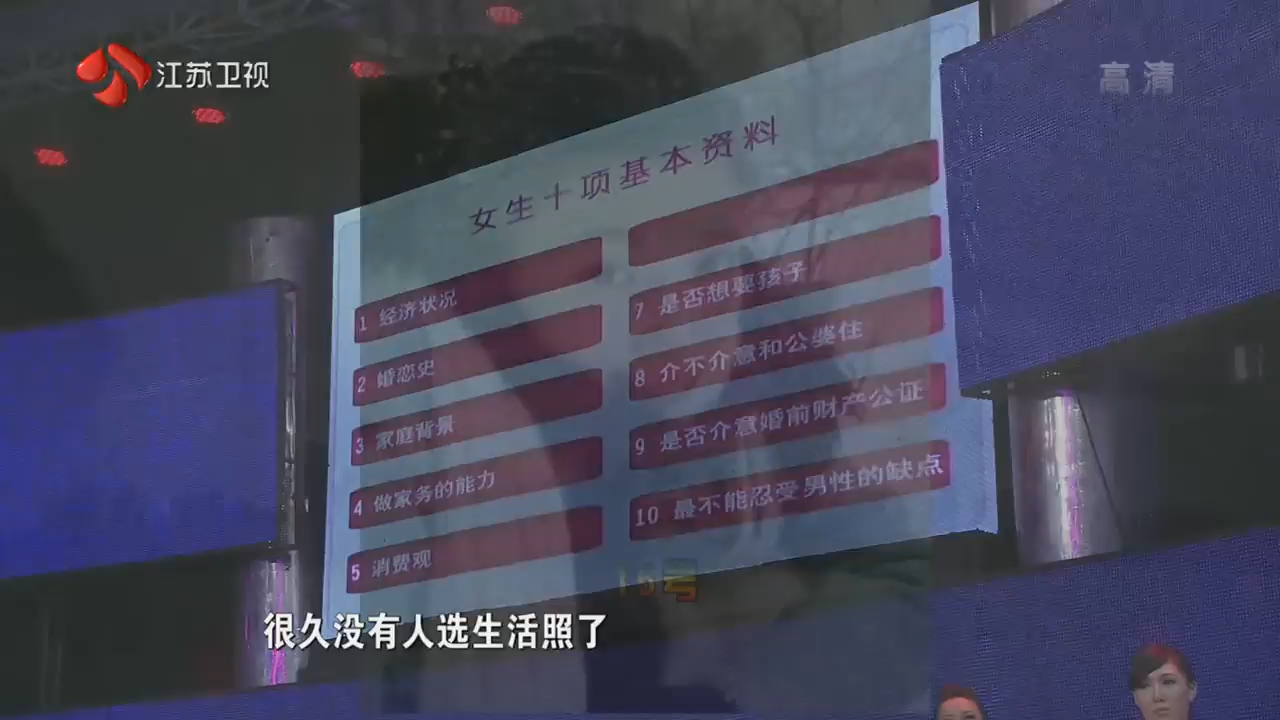 江苏卫视
高清
女生十项基本资料
1 经济状况
2 婚恋史
3 家庭背景
4 做家务的能力
5 消费观
7 是否想要孩子
8 介不介意和公婆住
9 是否介意婚前财产公证
10 最不能忍受男性的缺点
号
很久没有人选生活照了